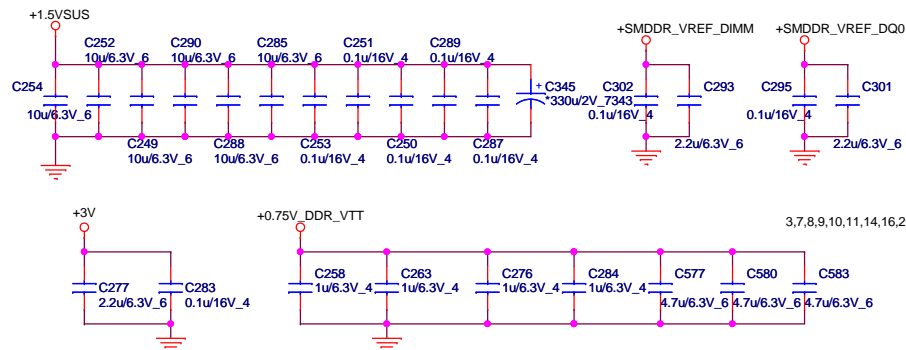 +1.5VSUS
+SMDDR_VREF_DIMM
+SMDDR_VREF_DQ0
C252
10u/6.3V_6
C290
10u/6.3V_6
C285
10u/6.3V_6
C251
0.1u/16V_4
C289
0.1u/16V_4
C254
10u/6.3V_6
+
C345
*330u/2V_7343
C302
0.1u/16V_4
C293
2.2u/6.3V_6
C295
0.1u/16V_4
C301
2.2u/6.3V_6
C249
10u/6.3V_6
C288
10u/6.3V_6
C253
0.1u/16V_4
C250
0.1u/16V_4
C287
0.1u/16V_4
+3V
+0.75V_DDR_VTT
3,7,8,9,10,11,14,16,2
C277
2.2u/6.3V_6
C283
0.1u/16V_4
C258
1u/6.3V_4
C263
1u/6.3V_4
C276
1u/6.3V_4
C284
1u/6.3V_4
C577
4.7u/6.3V_6
C580
4.7u/6.3V_6
C583
4.7u/6.3V_6